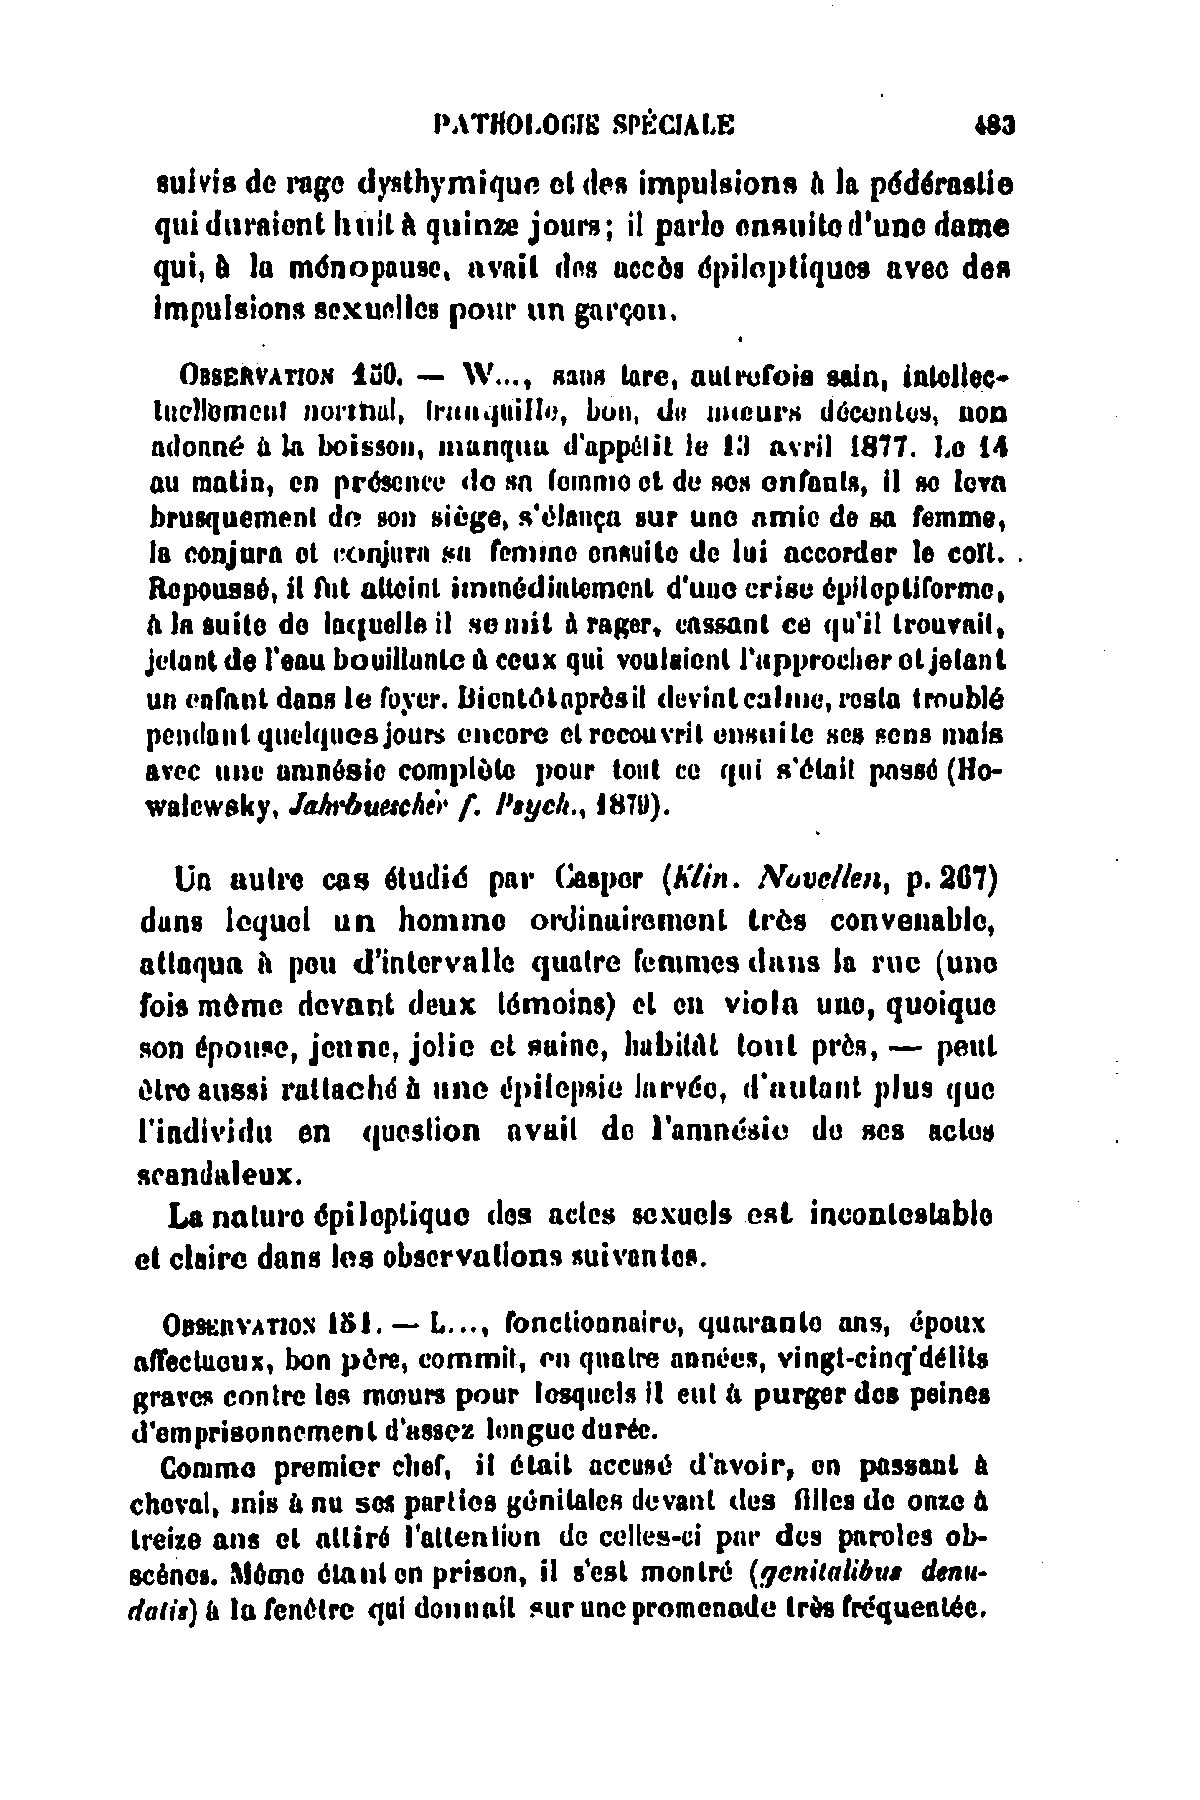 PATHOLOGIE SPÉCIALE 483
suivis de rage dysthymique et des impulsions à la pédérastie
qui duraient huit à quinze jours; il parle ensuite d'une dame
qui, à la ménopause, avait des accès épileptiques avec des
impulsions sexuelles pour un garçon.
OBSERVATION 150. — W..., sans tare, autrefois sain, intellec-
tuellement normal, tranquille, bon, de mœurs décentes, non
adonné à la boisson, manqua d'appétit le 13 avril 1877. Le 14
au matin, en présence de sa femme et de ses enfants, il se leva
brusquement de son siège, s'élança sur une amie de sa femme,
la conjura et conjura sa femme ensuite de lui accorder le coït.
Repoussé, il fut atteint immédiatement d'une crise épileptiforme,
à la suite de laquelle il se mit à rager, cassant ce qu'il trouvait,
jetant de l'eau bouillante à ceux qui voulaient l'approcher et jetant
un enfant dans le foyer. Bientôt après il devint calme, resta troublé
pendant quelques jours encore et recouvrit ensuite ses sens mais
avec une amnésie complète pour tout ce qui s'était passé (Ko-
walewsky, Jahrbuescher f. Psych., 1879).
Un autre cas étudié par Casper (Klin. Novellen, p. 267)
dans lequel un homme ordinairement très convenable,
attaqua à peu d'intervalle quatre femmes dans la rue (une
fois même devant deux témoins) et en viola une, quoique
son épouse, jeune, jolie et saine, habitât tout près, — peut
être aussi rattaché à une épilepsie larvée, d'autant plus que
l'individu en question avait de l'amnésie de ses actes
scandaleux.
La nature épileptique des actes sexuels est incontestable
et claire dans les observations suivantes.
OBSERVATION 151. — L..., fonctionnaire, quarante ans, époux
affectueux, bon père, commit, en quatre années, vingt-cinq délits
graves contre les mœurs pour lesquels il eut à purger des peines
d'emprisonnement d'assez longue durée.
Comme premier chef, il était accusé d'avoir, en passant à
cheval, mis à nu ses parties génitales devant des filles de onze à
treize ans et attiré l'attention de celles-ci par des paroles ob-
scènes. Même étant en prison, il s'est montré (genitalibus denu-
datis) à la fenêtre qui donnait sur une promenade très fréquentée.